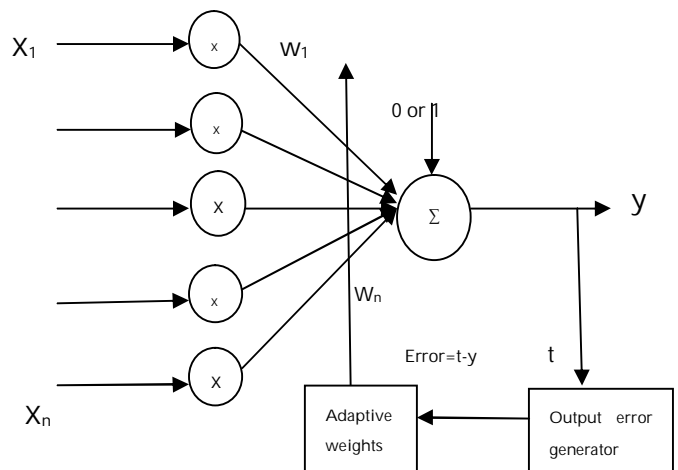 X1
x
w1
0 or 1
x
X
Σ
y
x
Wn
Error=t-y
t
X
Xn
Adaptive
weights
Output error
generator